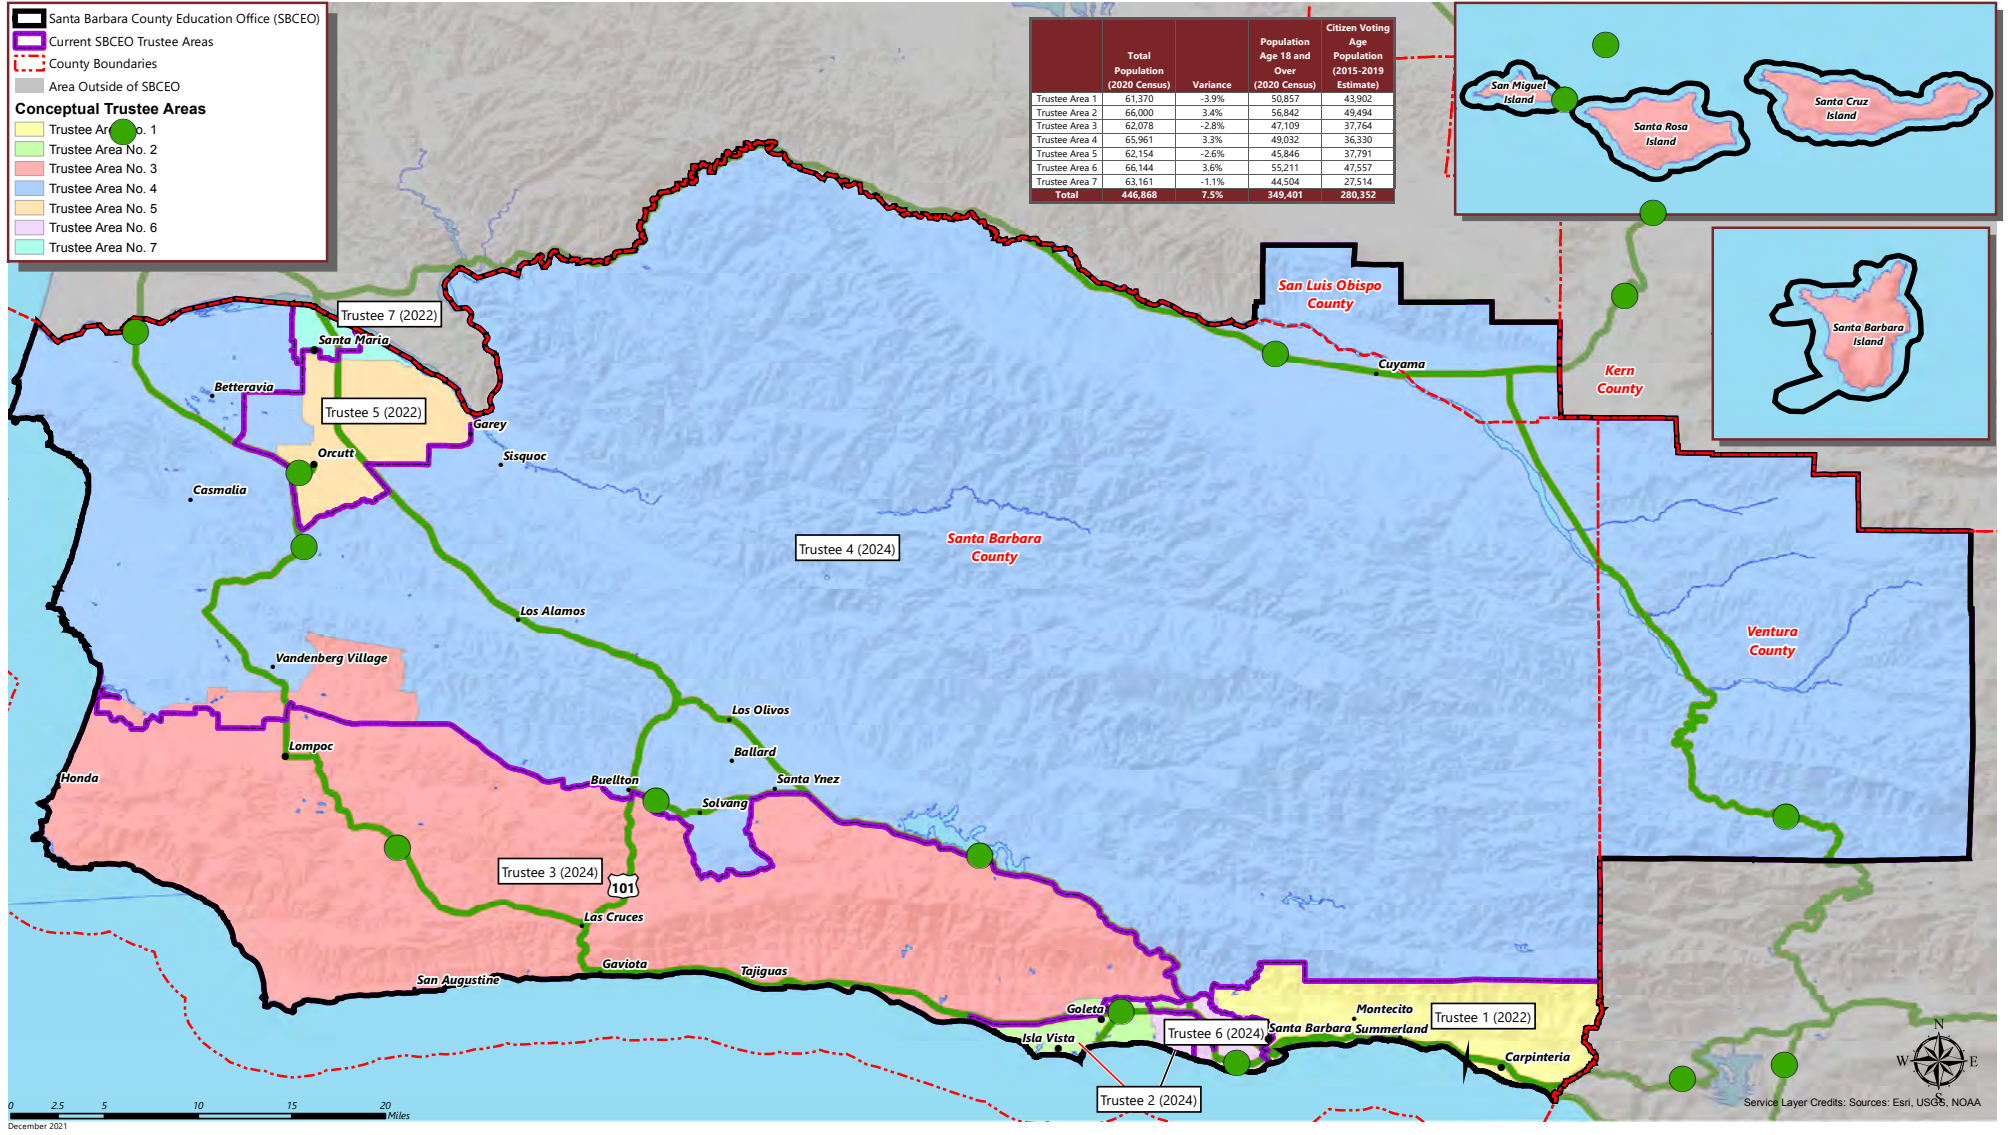 Santa Barbara County Education Office (SBCEO)
Current SBCEO Trustee Areas
County Boundaries
Area Outside of SBCEO
Conceptual Trustee Areas
Trustee Area No. 1
Trustee Area No. 2
Trustee Area No. 3
Trustee Area No. 4
Trustee Area No. 5
Trustee Area No. 6
Trustee Area No. 7
Total Population (2020 Census) Variance Population Age 18 and Over (2020 Census) Citizen Voting Age Population (2015-2019 Estimate)
Trustee Area 1 61,370 -3.9% 50,857 43,902
Trustee Area 2 66,000 3.4% 56,842 49,494
Trustee Area 3 62,078 -2.8% 47,109 37,764
Trustee Area 4 65,961 3.3% 49,032 36,330
Trustee Area 5 62,154 -2.6% 45,846 37,791
Trustee Area 6 66,144 3.6% 55,211 47,557
Trustee Area 7 63,161 -1.1% 44,504 27,514
Total 446,868 7.5% 349,401 280,352
San Miguel
Island
Santa Rosa
Island
Santa Cruz
Island
Santa Barbara
Island
San Luis Obispo
County
Kern
County
Trustee 7 (2022)
Santa Maria
Betteravia
Cuyama
Trustee 5 (2022)
Garey
Orcutt
Sisquoc
Casmalia
Trustee 4 (2024)
Santa Barbara
County
Los Alamos
Ventura
County
Vandenberg Village
Los Olivos
Lompoc
Ballard
Honda
Buellton
Santa Ynez
Solvang
Trustee 3 (2024)
101
Las Cruces
Gaviota
Tajiguas
San Augustine
Goleta
Montecito
Trustee 1 (2022)
Isla Vista
Trustee 6 (2024)
Santa Barbara
Summerland
Carpinteria
Trustee 2 (2024)
N
W E
S
0 2.5 5 10 15 20
Miles
December 2021
Service Layer Credits: Sources: Esri, USGS, NOAA